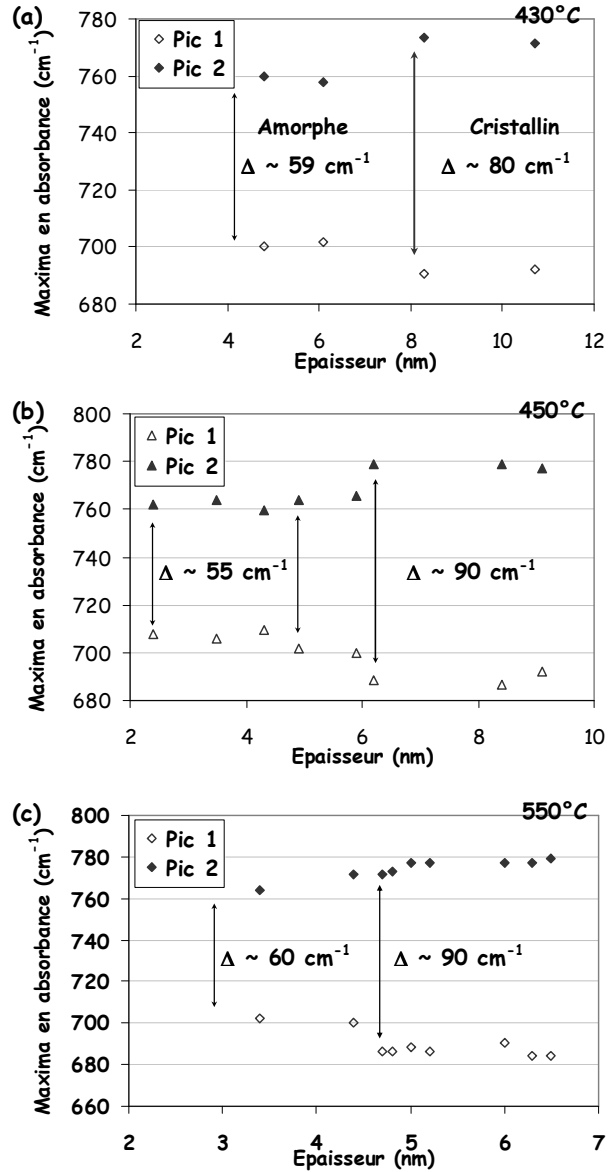 (a)
430°C
780
760
740
720
700
680
Pic 1
Pic 2
Amorphe
Δ ~ 59 cm⁻¹
Cristallin
Δ ~ 80 cm⁻¹
Maxima en absorbance (cm⁻¹)
2 4 6 8 10 12
Epaisseur (nm)
(b)
450°C
800
780
760
740
720
700
680
Pic 1
Pic 2
Δ ~ 55 cm⁻¹
Δ ~ 90 cm⁻¹
Maxima en absorbance (cm⁻¹)
2 4 6 8 10
Epaisseur (nm)
(c)
550°C
800
780
760
740
720
700
680
660
Pic 1
Pic 2
Δ ~ 60 cm⁻¹
Δ ~ 90 cm⁻¹
Maxima en absorbance (cm⁻¹)
2 3 4 5 6 7
Epaisseur (nm)